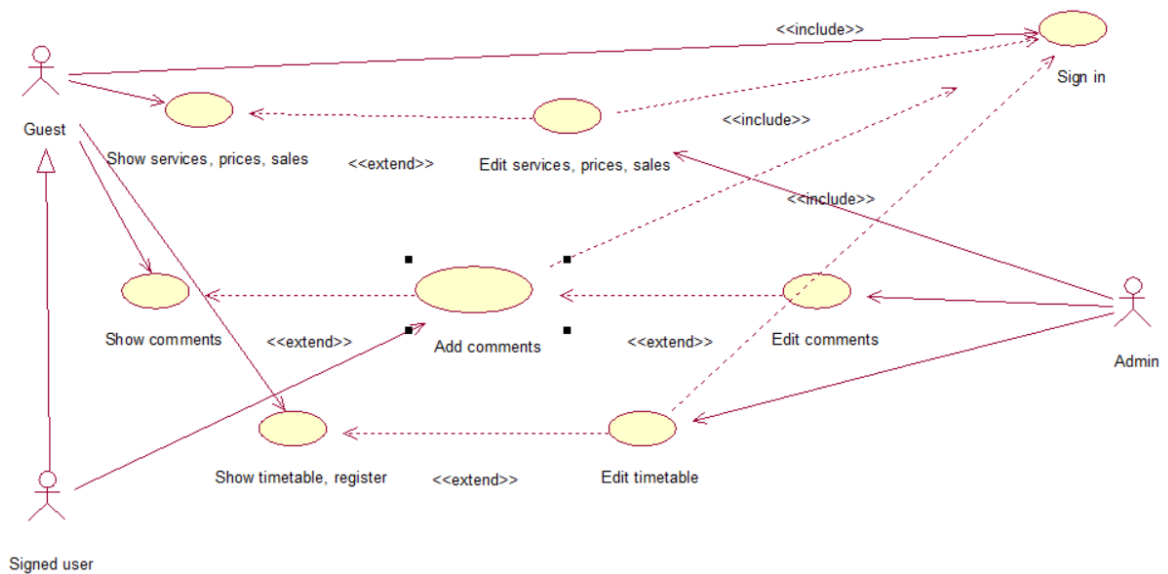 <<include>>
Sign in
Guest
<<include>>
Show services, prices, sales
<<extend>>
Edit services, prices, sales
<<include>>
Show comments
<<extend>>
Add comments
<<extend>>
Edit comments
Admin
Show timetable, register
<<extend>>
Edit timetable
Signed user